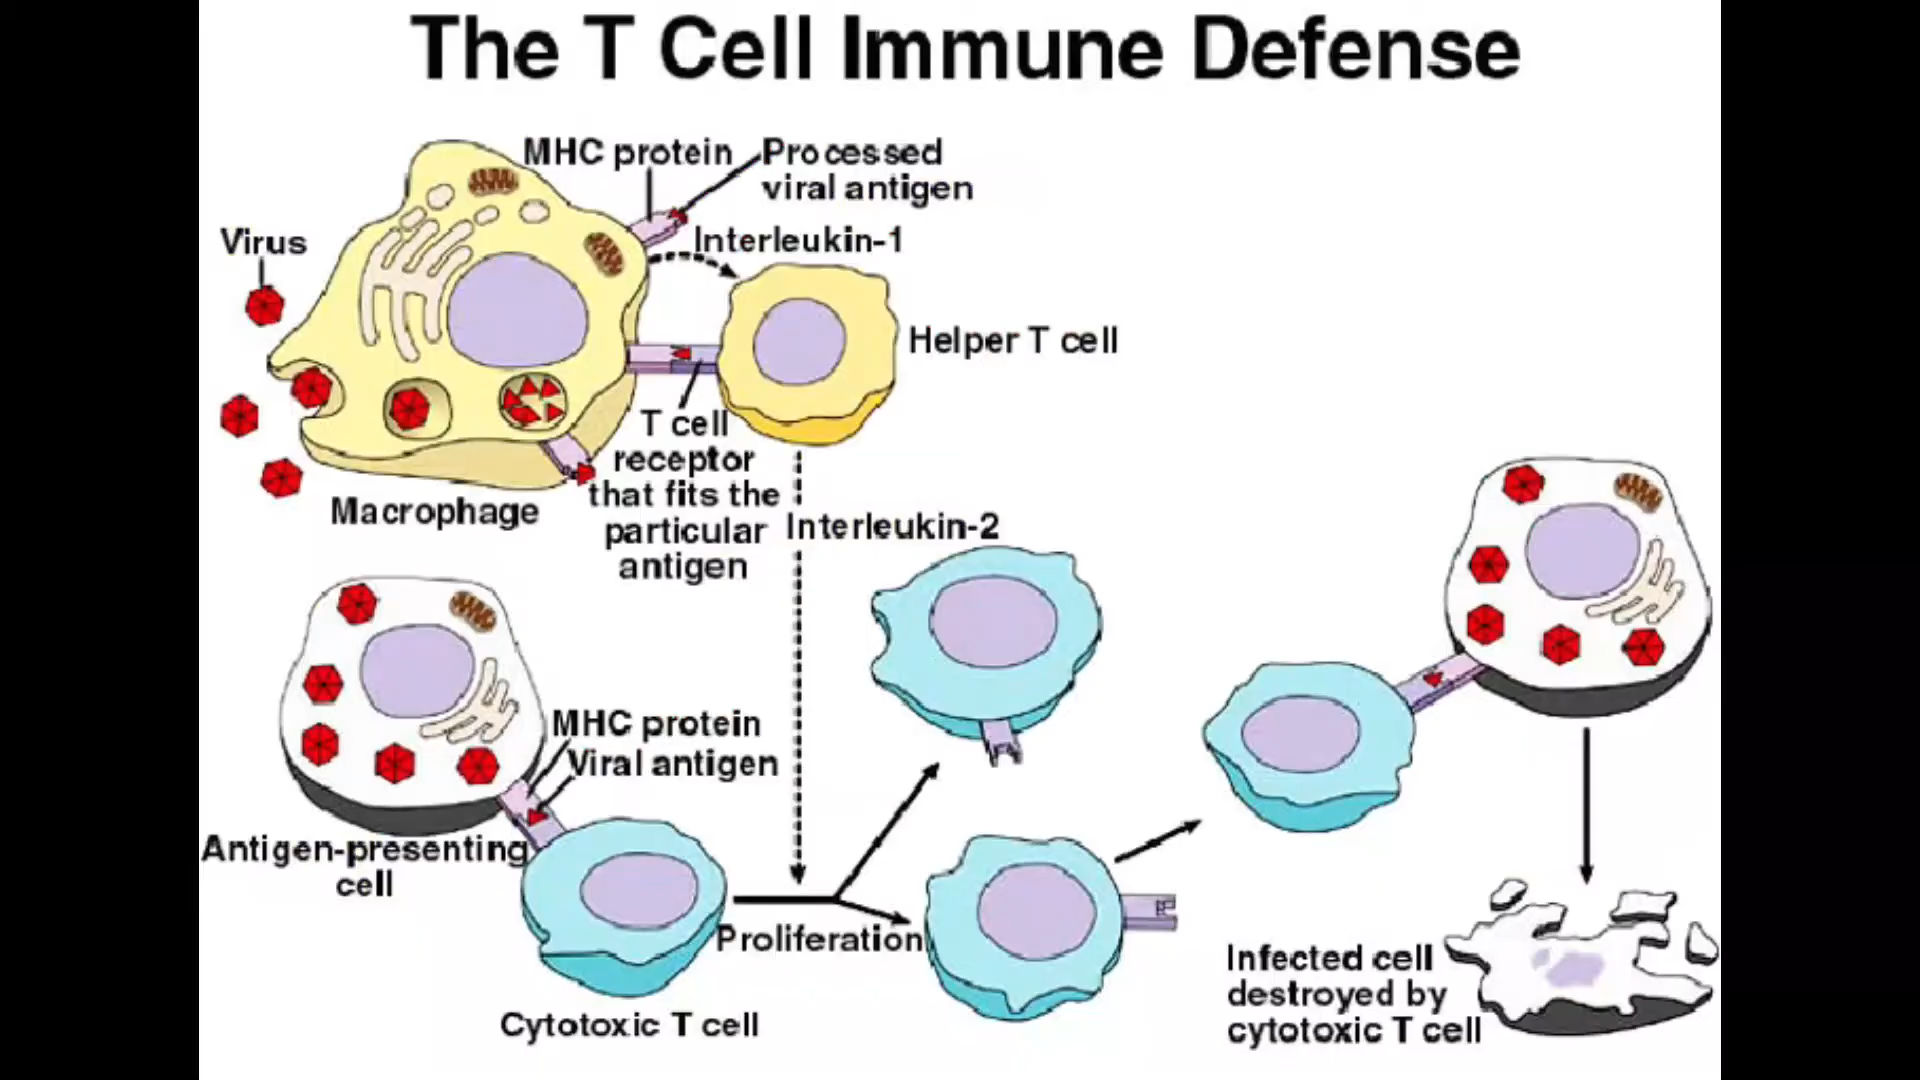 The T Cell Immune Defense
MHC protein
Processed
viral antigen
Virus
Interleukin-1
Helper T cell
T cell
receptor
that fits the
particular
antigen
Macrophage
Interleukin-2
MHC protein
Viral antigen
Antigen-presenting
cell
Proliferation
Cytotoxic T cell
Infected cell
destroyed by
cytotoxic T cell